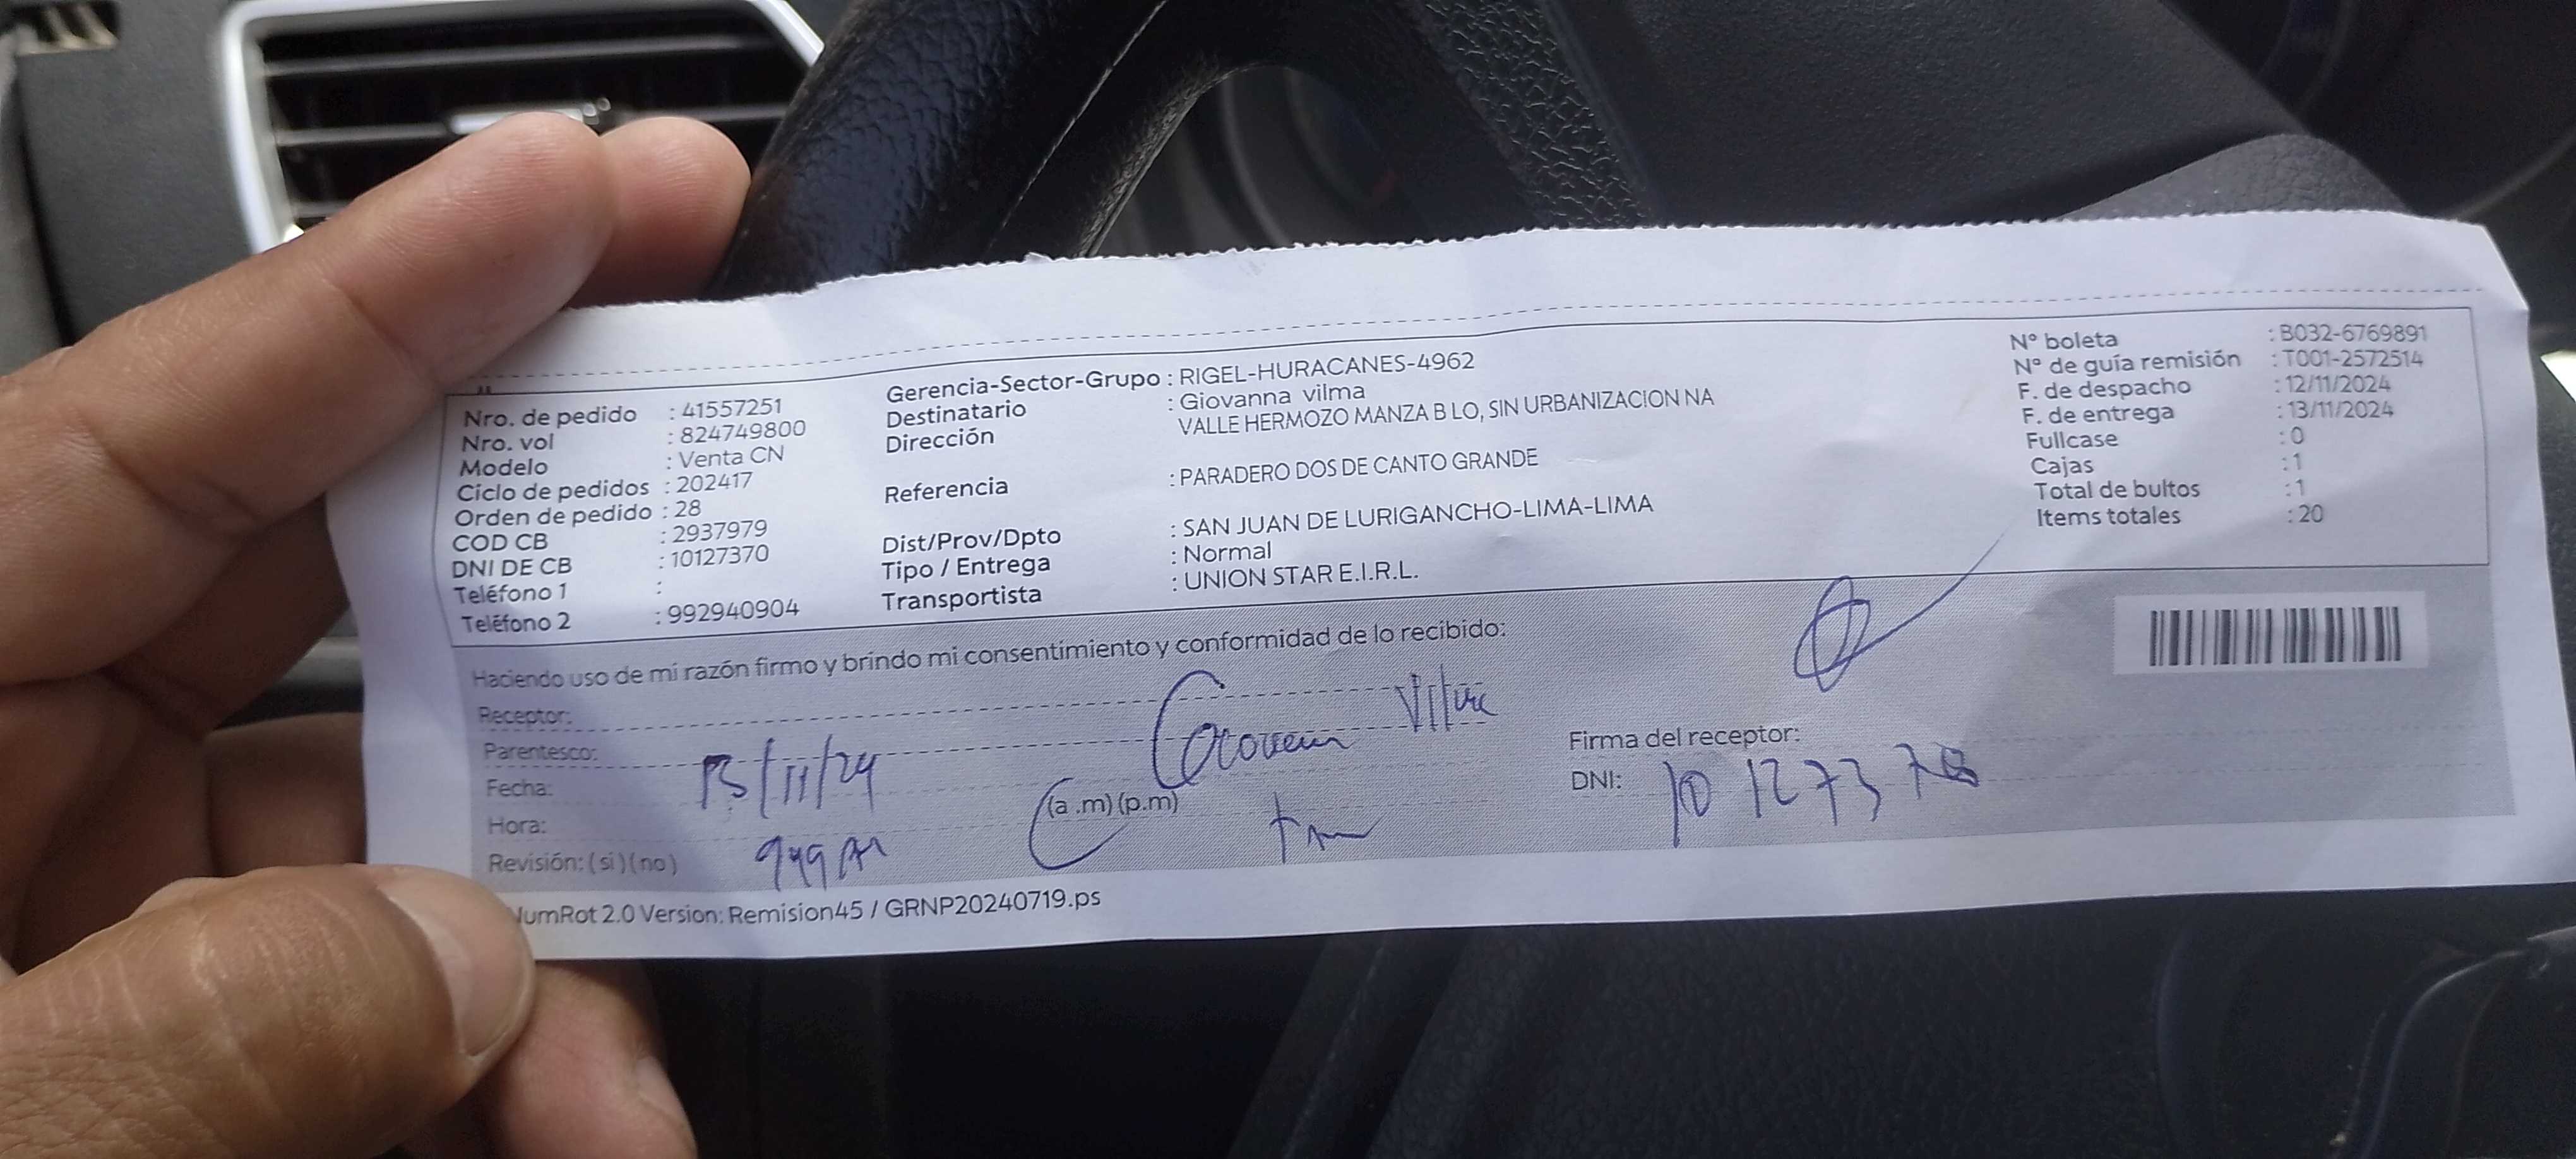 Nro. de pedido : 41557251
Nro. vol : 824749800
Modelo : Venta CN
Ciclo de pedidos : 202417
Orden de pedido : 28
COD CB : 2937979
DNI DE CB : 10127370
Teléfono 1 :
Teléfono 2 : 992940904
Gerencia-Sector-Grupo : RIGEL-HURACANES-4962
Destinatario : Giovanna vilma
Dirección VALLE HERMOZO MANZA B LO, SIN URBANIZACION NA
Referencia : PARADERO DOS DE CANTO GRANDE
Dist/Prov/Dpto : SAN JUAN DE LURIGANCHO-LIMA-LIMA
Tipo / Entrega : Normal
Transportista : UNION STAR E.I.R.L.
Nº boleta : B032-6769891
Nº de guía remisión : T001-2572514
F. de despacho : 12/11/2024
F. de entrega : 13/11/2024
Fullcase : 0
Cajas : 1
Total de bultos : 1
Items totales : 20
Haciendo uso de mi razón firmo y brindo mi consentimiento y conformidad de lo recibido:
Receptor:
Parentesco:
Fecha: 13/11/24
Hora: (a .m) (p.m)
Revisión: ( si ) ( no )
Firma del receptor:
DNI: 10127370
umRot 2.0 Version: Remision45 / GRNP20240719.ps